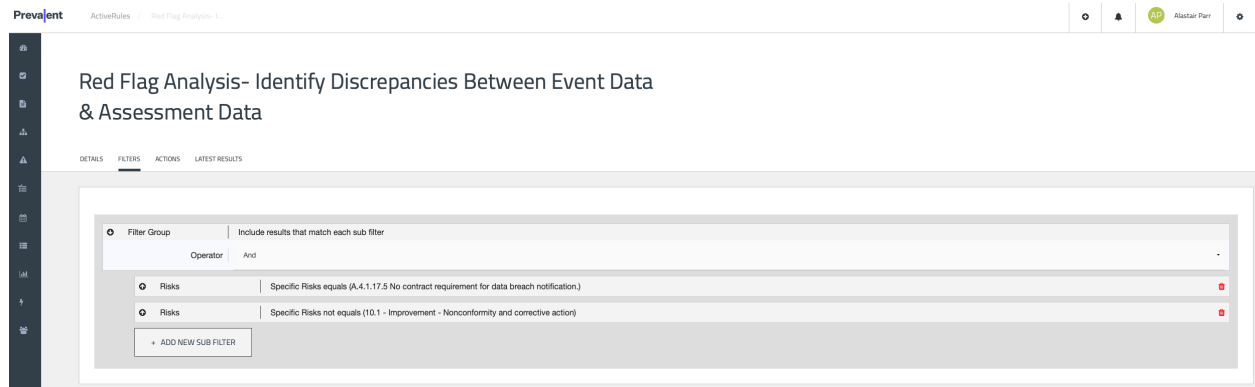 Prevalent
ActiveRules / Red Flag Analysis- I...
AP Alastair Parr
Red Flag Analysis- Identify Discrepancies Between Event Data
& Assessment Data
DETAILS FILTERS ACTIONS LATEST RESULTS
Filter Group Include results that match each sub filter
Operator And
Risks Specific Risks equals (A.4.1.17.5 No contract requirement for data breach notification.)
Risks Specific Risks not equals (10.1 - Improvement - Nonconformity and corrective action)
+ ADD NEW SUB FILTER